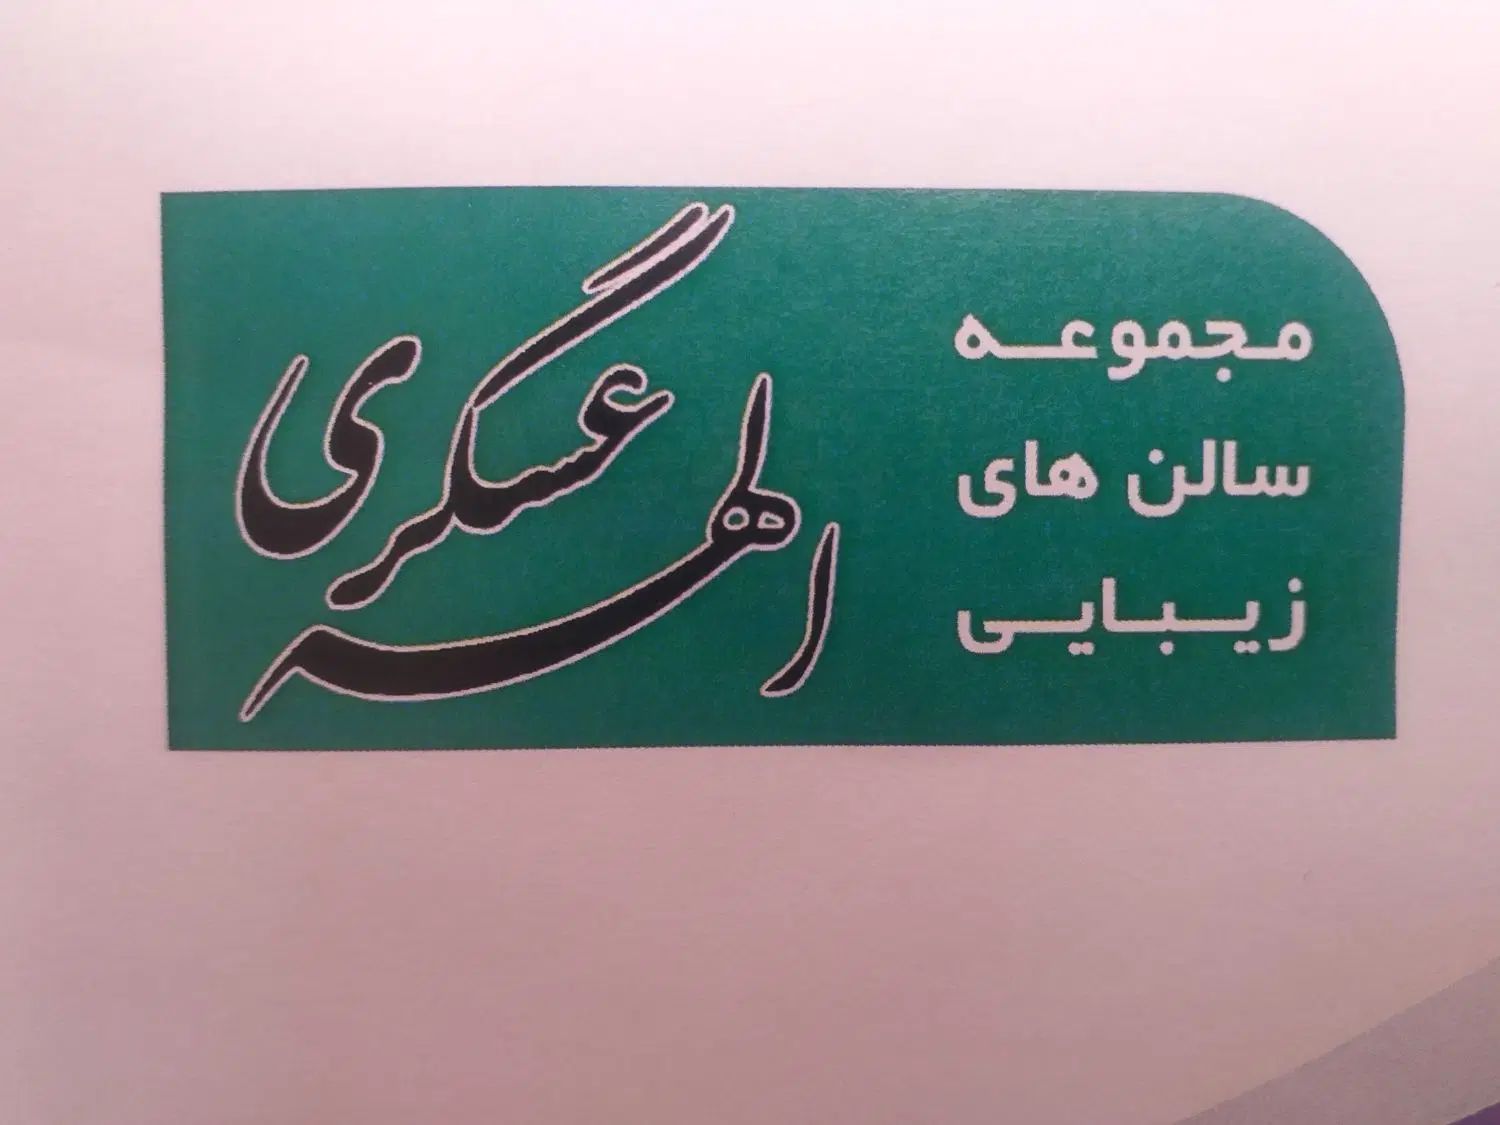 مجموعه
سالن های
زیبایی
الهه عسگری